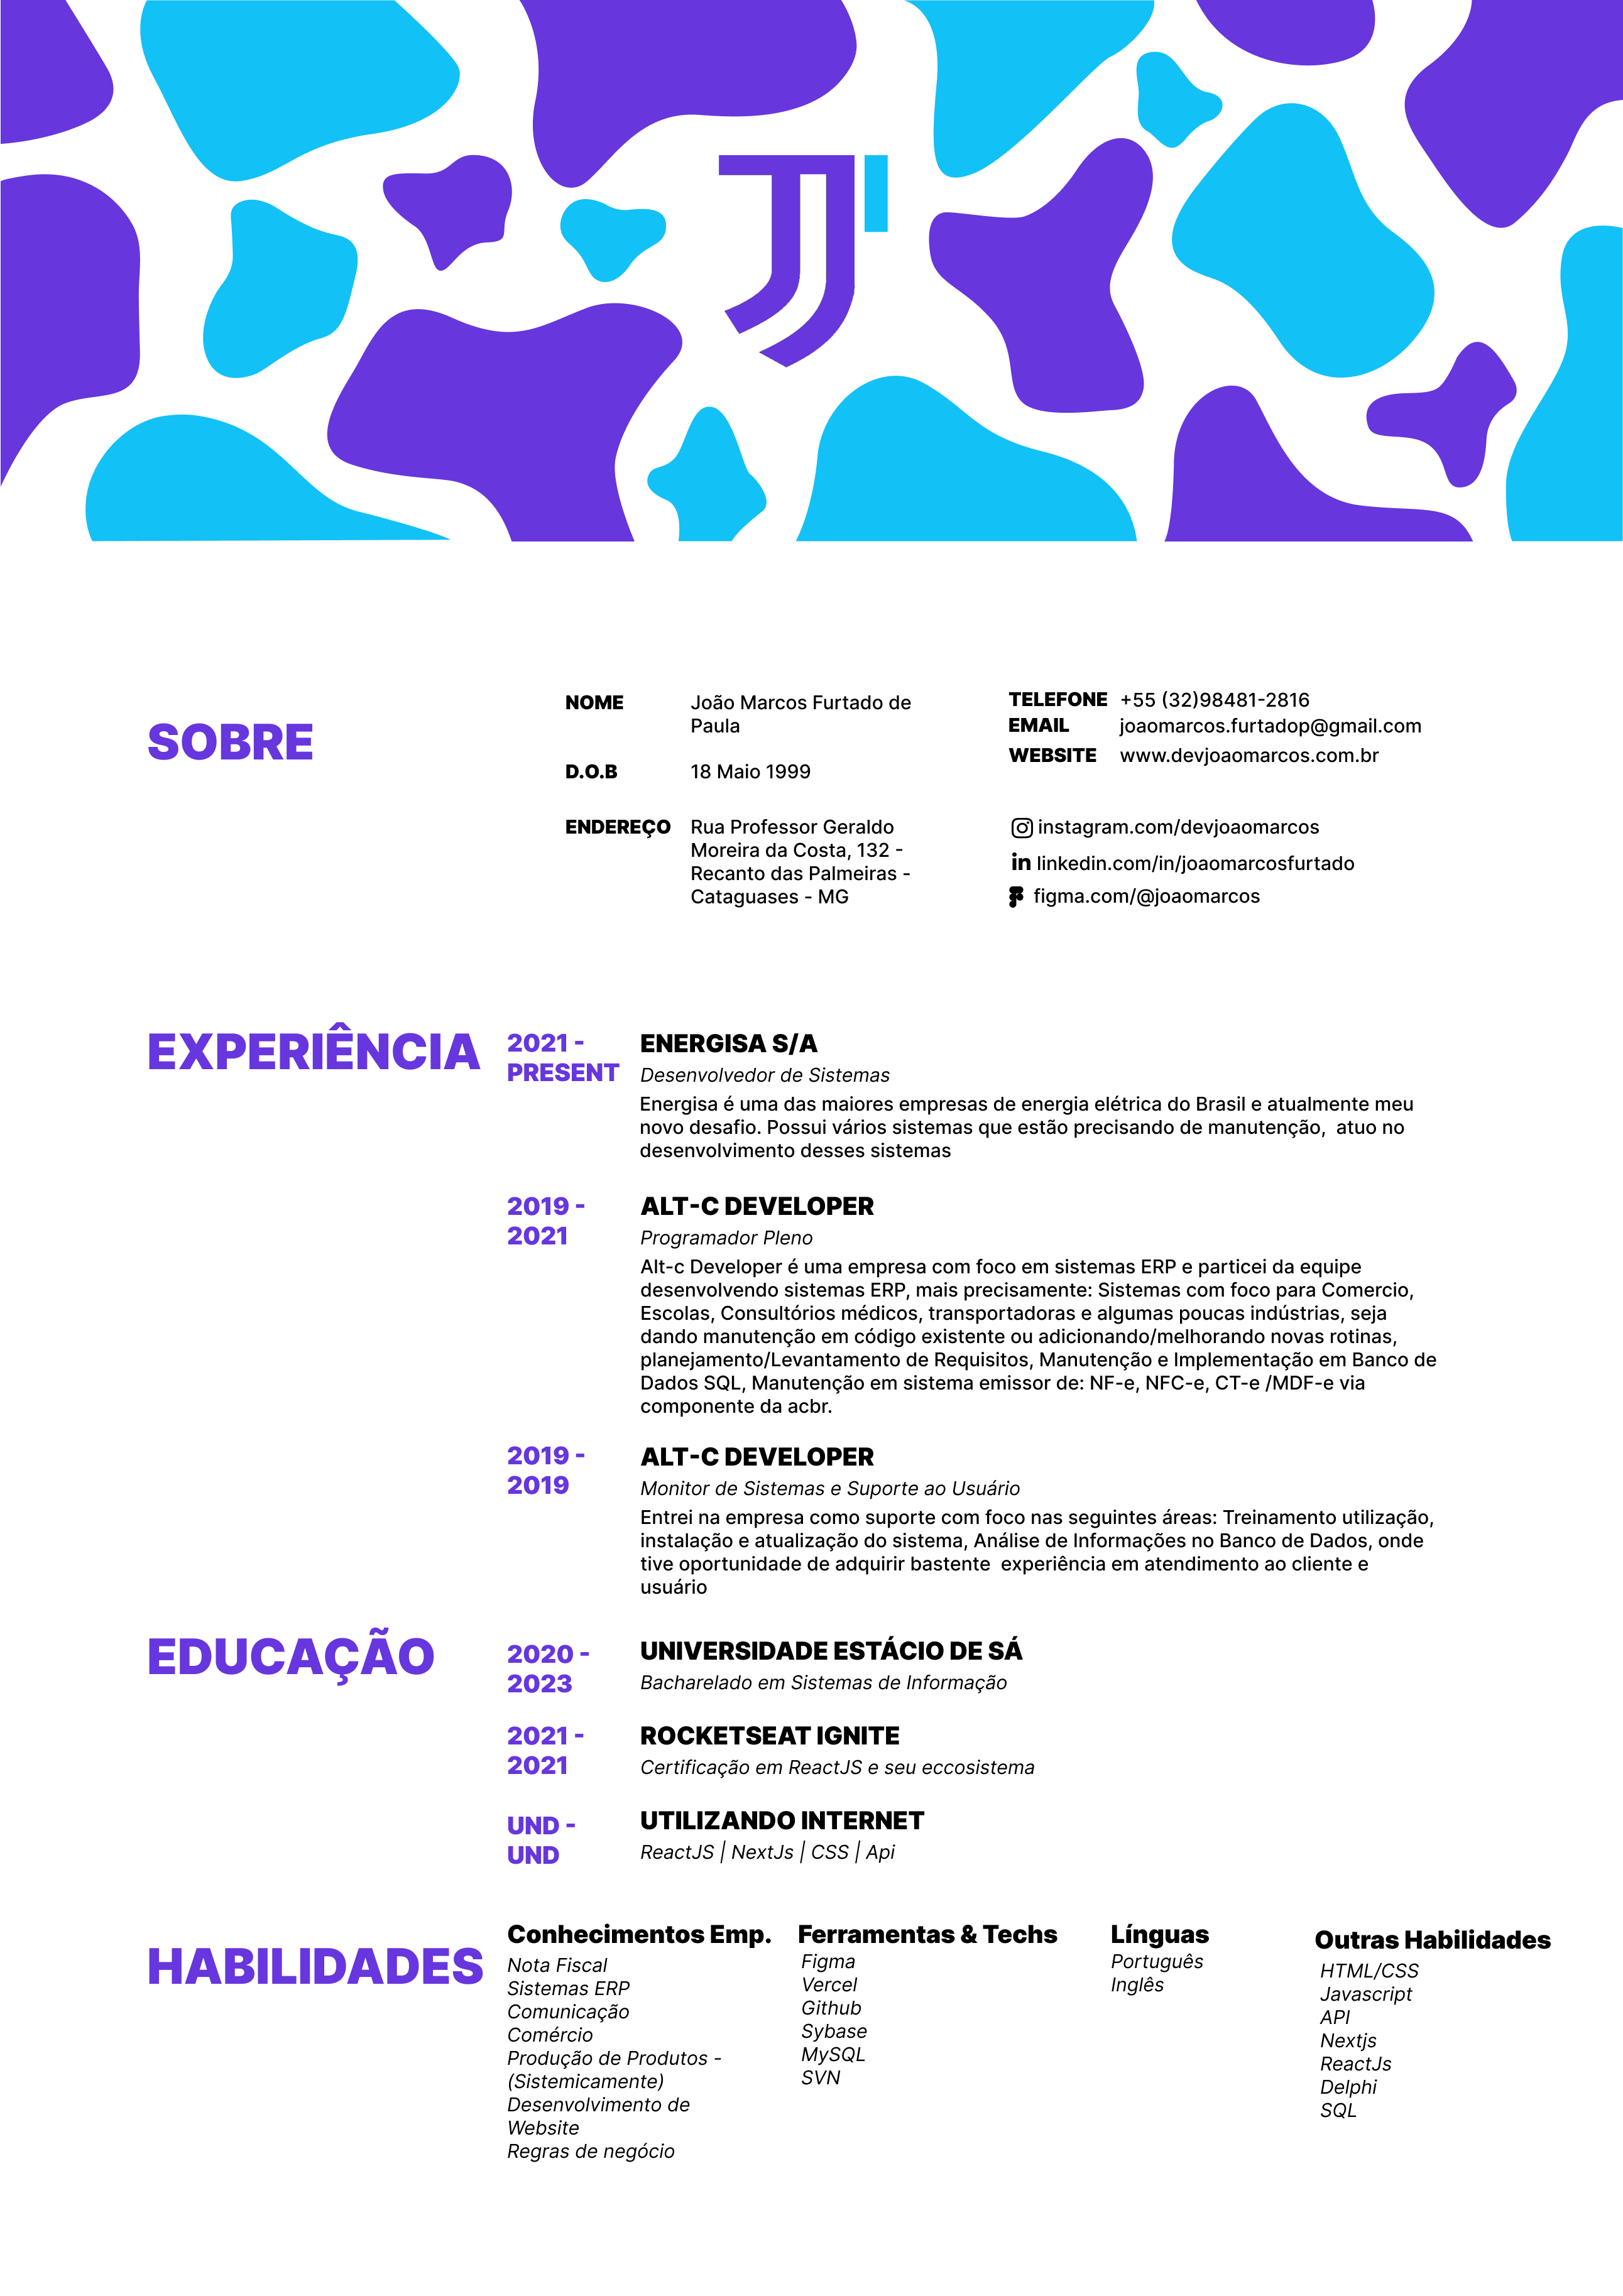 SOBRE
NOME João Marcos Furtado de
Paula
D.O.B 18 Maio 1999
ENDEREÇO Rua Professor Geraldo
Moreira da Costa, 132 -
Recanto das Palmeiras -
Cataguases - MG
TELEFONE +55 (32)98481-2816
EMAIL joaomarcos.furtadop@gmail.com
WEBSITE www.devjoaomarcos.com.br
instagram.com/devjoaomarcos
in linkedin.com/in/joaomarcosfurtado
figma.com/@joaomarcos
EXPERIÊNCIA
2021 -
PRESENT
ENERGISA S/A
Desenvolvedor de Sistemas
Energisa é uma das maiores empresas de energia elétrica do Brasil e atualmente meu
novo desafio. Possui vários sistemas que estão precisando de manutenção,  atuo no
desenvolvimento desses sistemas
2019 -
2021
ALT-C DEVELOPER
Programador Pleno
Alt-c Developer é uma empresa com foco em sistemas ERP e particei da equipe
desenvolvendo sistemas ERP, mais precisamente: Sistemas com foco para Comercio,
Escolas, Consultórios médicos, transportadoras e algumas poucas indústrias, seja
dando manutenção em código existente ou adicionando/melhorando novas rotinas,
planejamento/Levantamento de Requisitos, Manutenção e Implementação em Banco de
Dados SQL, Manutenção em sistema emissor de: NF-e, NFC-e, CT-e /MDF-e via
componente da acbr.
2019 -
2019
ALT-C DEVELOPER
Monitor de Sistemas e Suporte ao Usuário
Entrei na empresa como suporte com foco nas seguintes áreas: Treinamento utilização,
instalação e atualização do sistema, Análise de Informações no Banco de Dados, onde
tive oportunidade de adquirir bastente  experiência em atendimento ao cliente e
usuário
EDUCAÇÃO
2020 -
2023
UNIVERSIDADE ESTÁCIO DE SÁ
Bacharelado em Sistemas de Informação
2021 -
2021
ROCKETSEAT IGNITE
Certificação em ReactJS e seu eccosistema
UND -
UND
UTILIZANDO INTERNET
ReactJS | NextJs | CSS | Api
HABILIDADES
Conhecimentos Emp.
Nota Fiscal
Sistemas ERP
Comunicação
Comércio
Produção de Produtos -
(Sistemicamente)
Desenvolvimento de
Website
Regras de negócio
Ferramentas & Techs
Figma
Vercel
Github
Sybase
MySQL
SVN
Línguas
Português
Inglês
Outras Habilidades
HTML/CSS
Javascript
API
Nextjs
ReactJs
Delphi
SQL